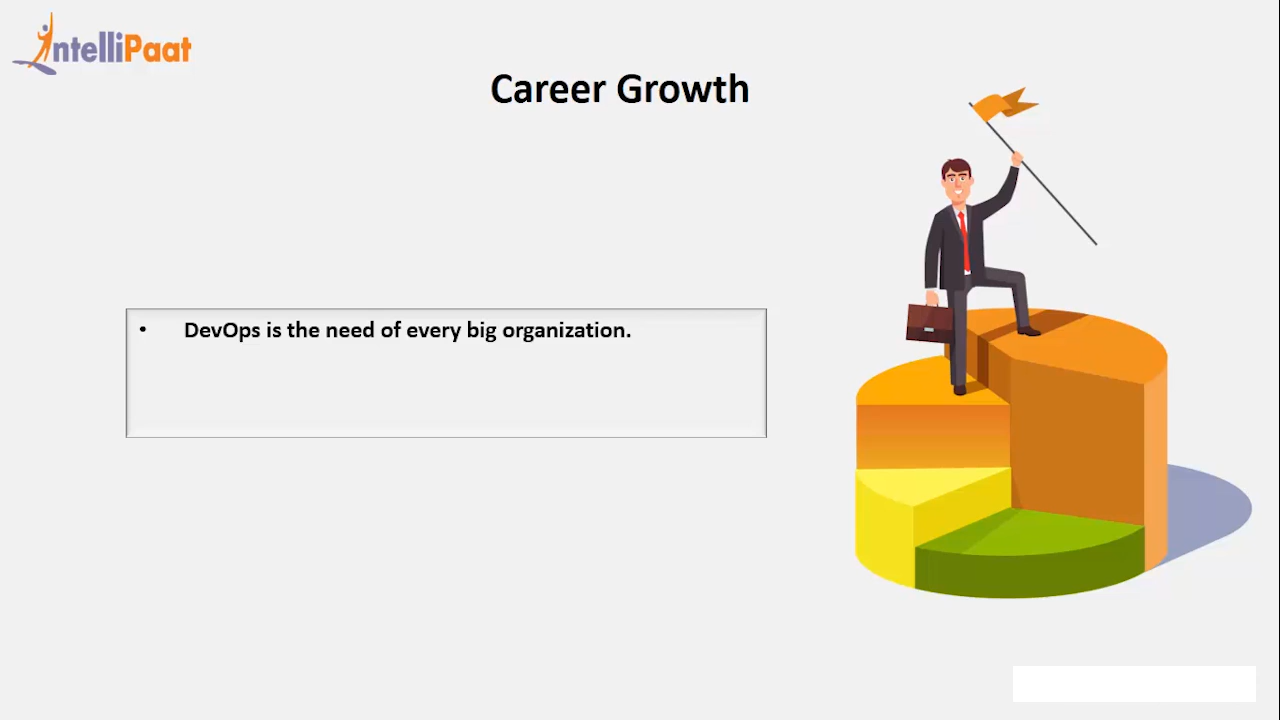 IntelliPaat
Career Growth
• DevOps is the need of every big organization.